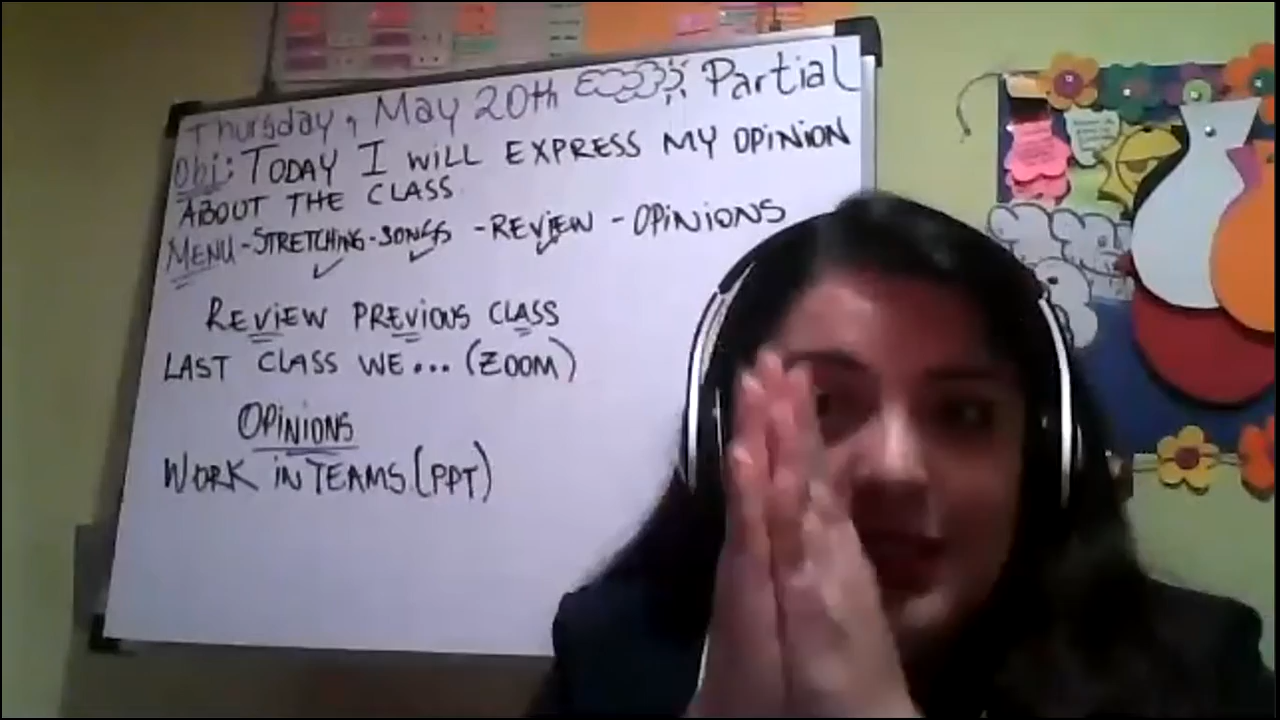 Thursday, May 20th Partial
Obj: TODAY I WILL EXPRESS MY OPINION
ABOUT THE CLASS
MENU-STRETCHING-SONGS -REVIEW -OPINIONS
REVIEW PREVIOUS CLASS
LAST CLASS WE... (ZOOM)
OPINIONS
WORK IN TEAMS (PPT)